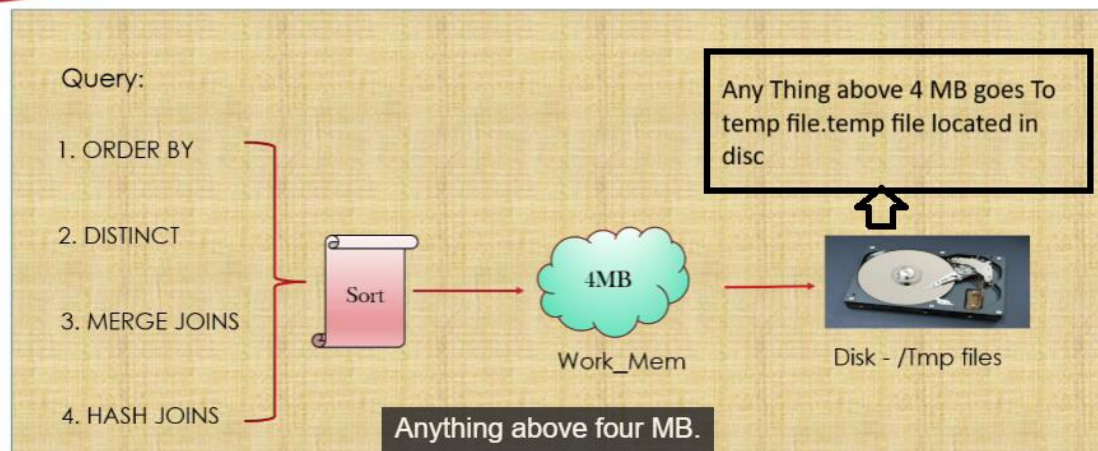 Query:
1. ORDER BY
2. DISTINCT
3. MERGE JOINS
4. HASH JOINS
Sort
4MB
Work_Mem
Any Thing above 4 MB goes To
temp file.temp file located in
disc
Disk - /Tmp files
Anything above four MB.